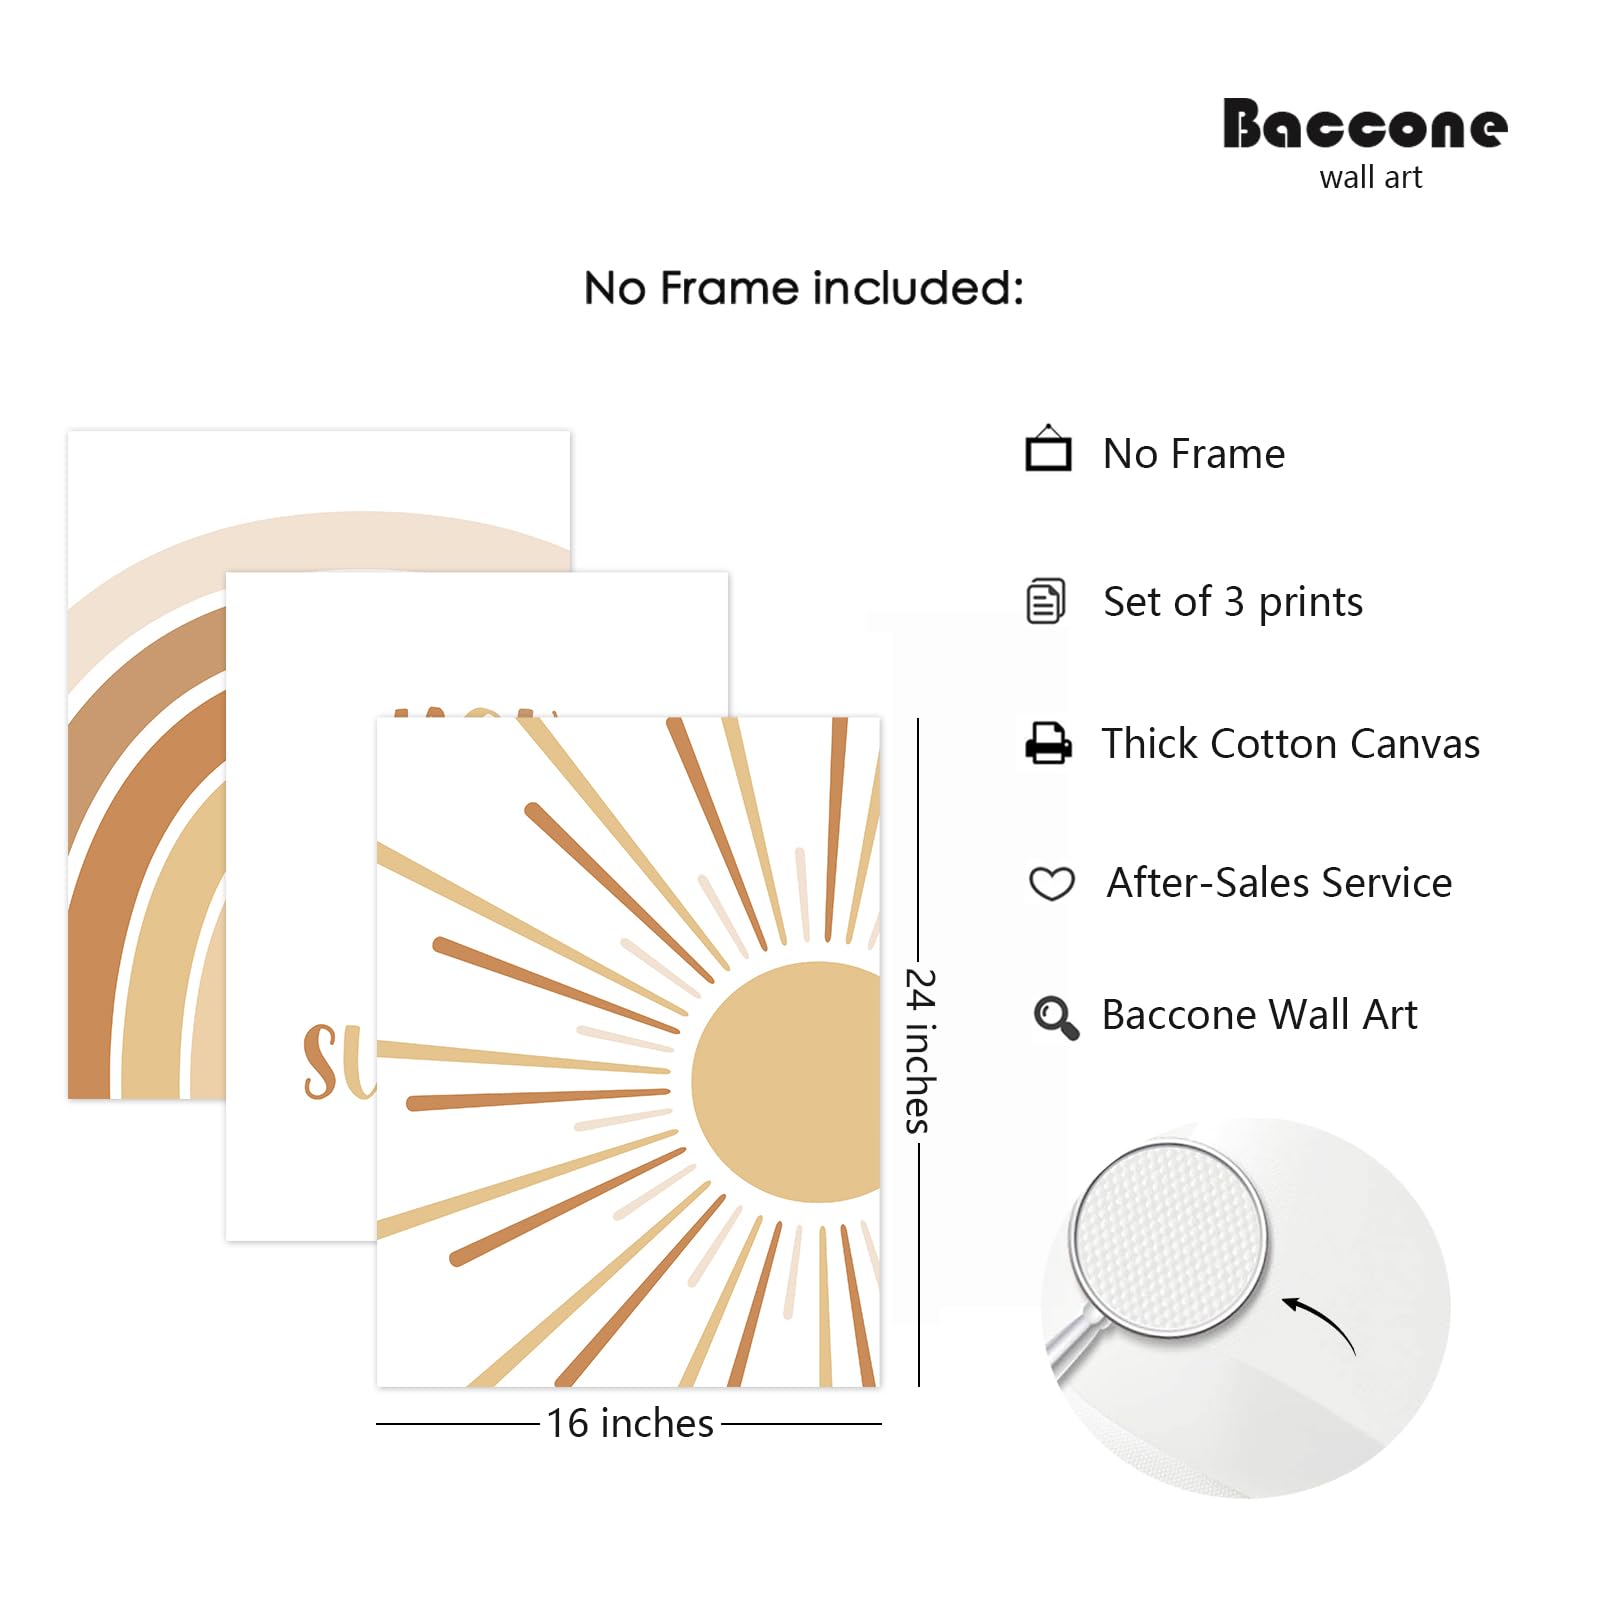 Baccone
wall art
No Frame included:
No Frame
Set of 3 prints
Thick Cotton Canvas
After-Sales Service
Baccone Wall Art
24 inches
16 inches